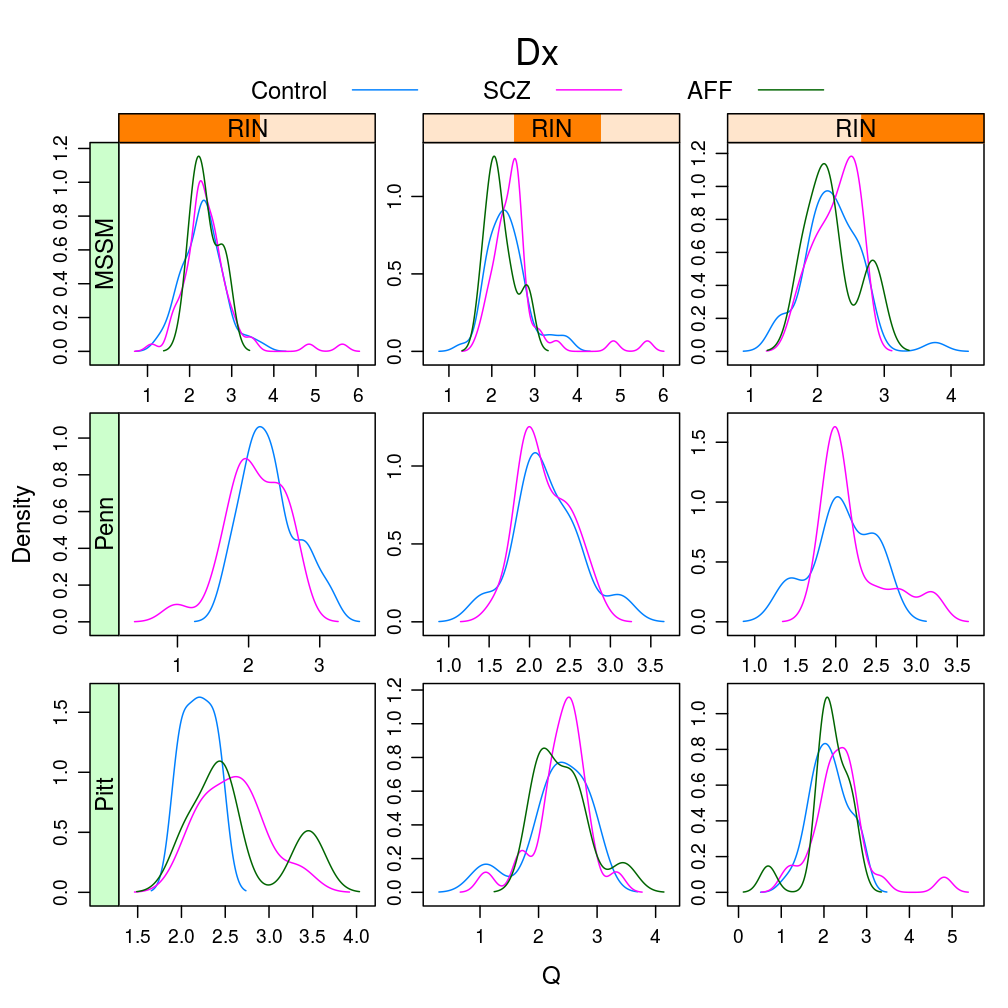 Dx
Control SCZ AFF
RIN RIN RIN
MSSM
0.0 0.2 0.4 0.6 0.8 1.0 1.2
0.0 0.5 1.0
0.0 0.2 0.4 0.6 0.8 1.0 1.2
1 2 3 4 5 6
1 2 3 4 5 6
1 2 3 4
Density
Penn
0.0 0.2 0.4 0.6 0.8 1.0
0.0 0.5 1.0
0.0 0.5 1.0 1.5
1 2 3
1.0 1.5 2.0 2.5 3.0 3.5
1.0 1.5 2.0 2.5 3.0 3.5
Pitt
0.0 0.5 1.0 1.5
0.0 0.2 0.4 0.6 0.8 1.0 1.2
0.0 0.2 0.4 0.6 0.8 1.0
1.5 2.0 2.5 3.0 3.5 4.0
1 2 3 4
0 1 2 3 4 5
Q